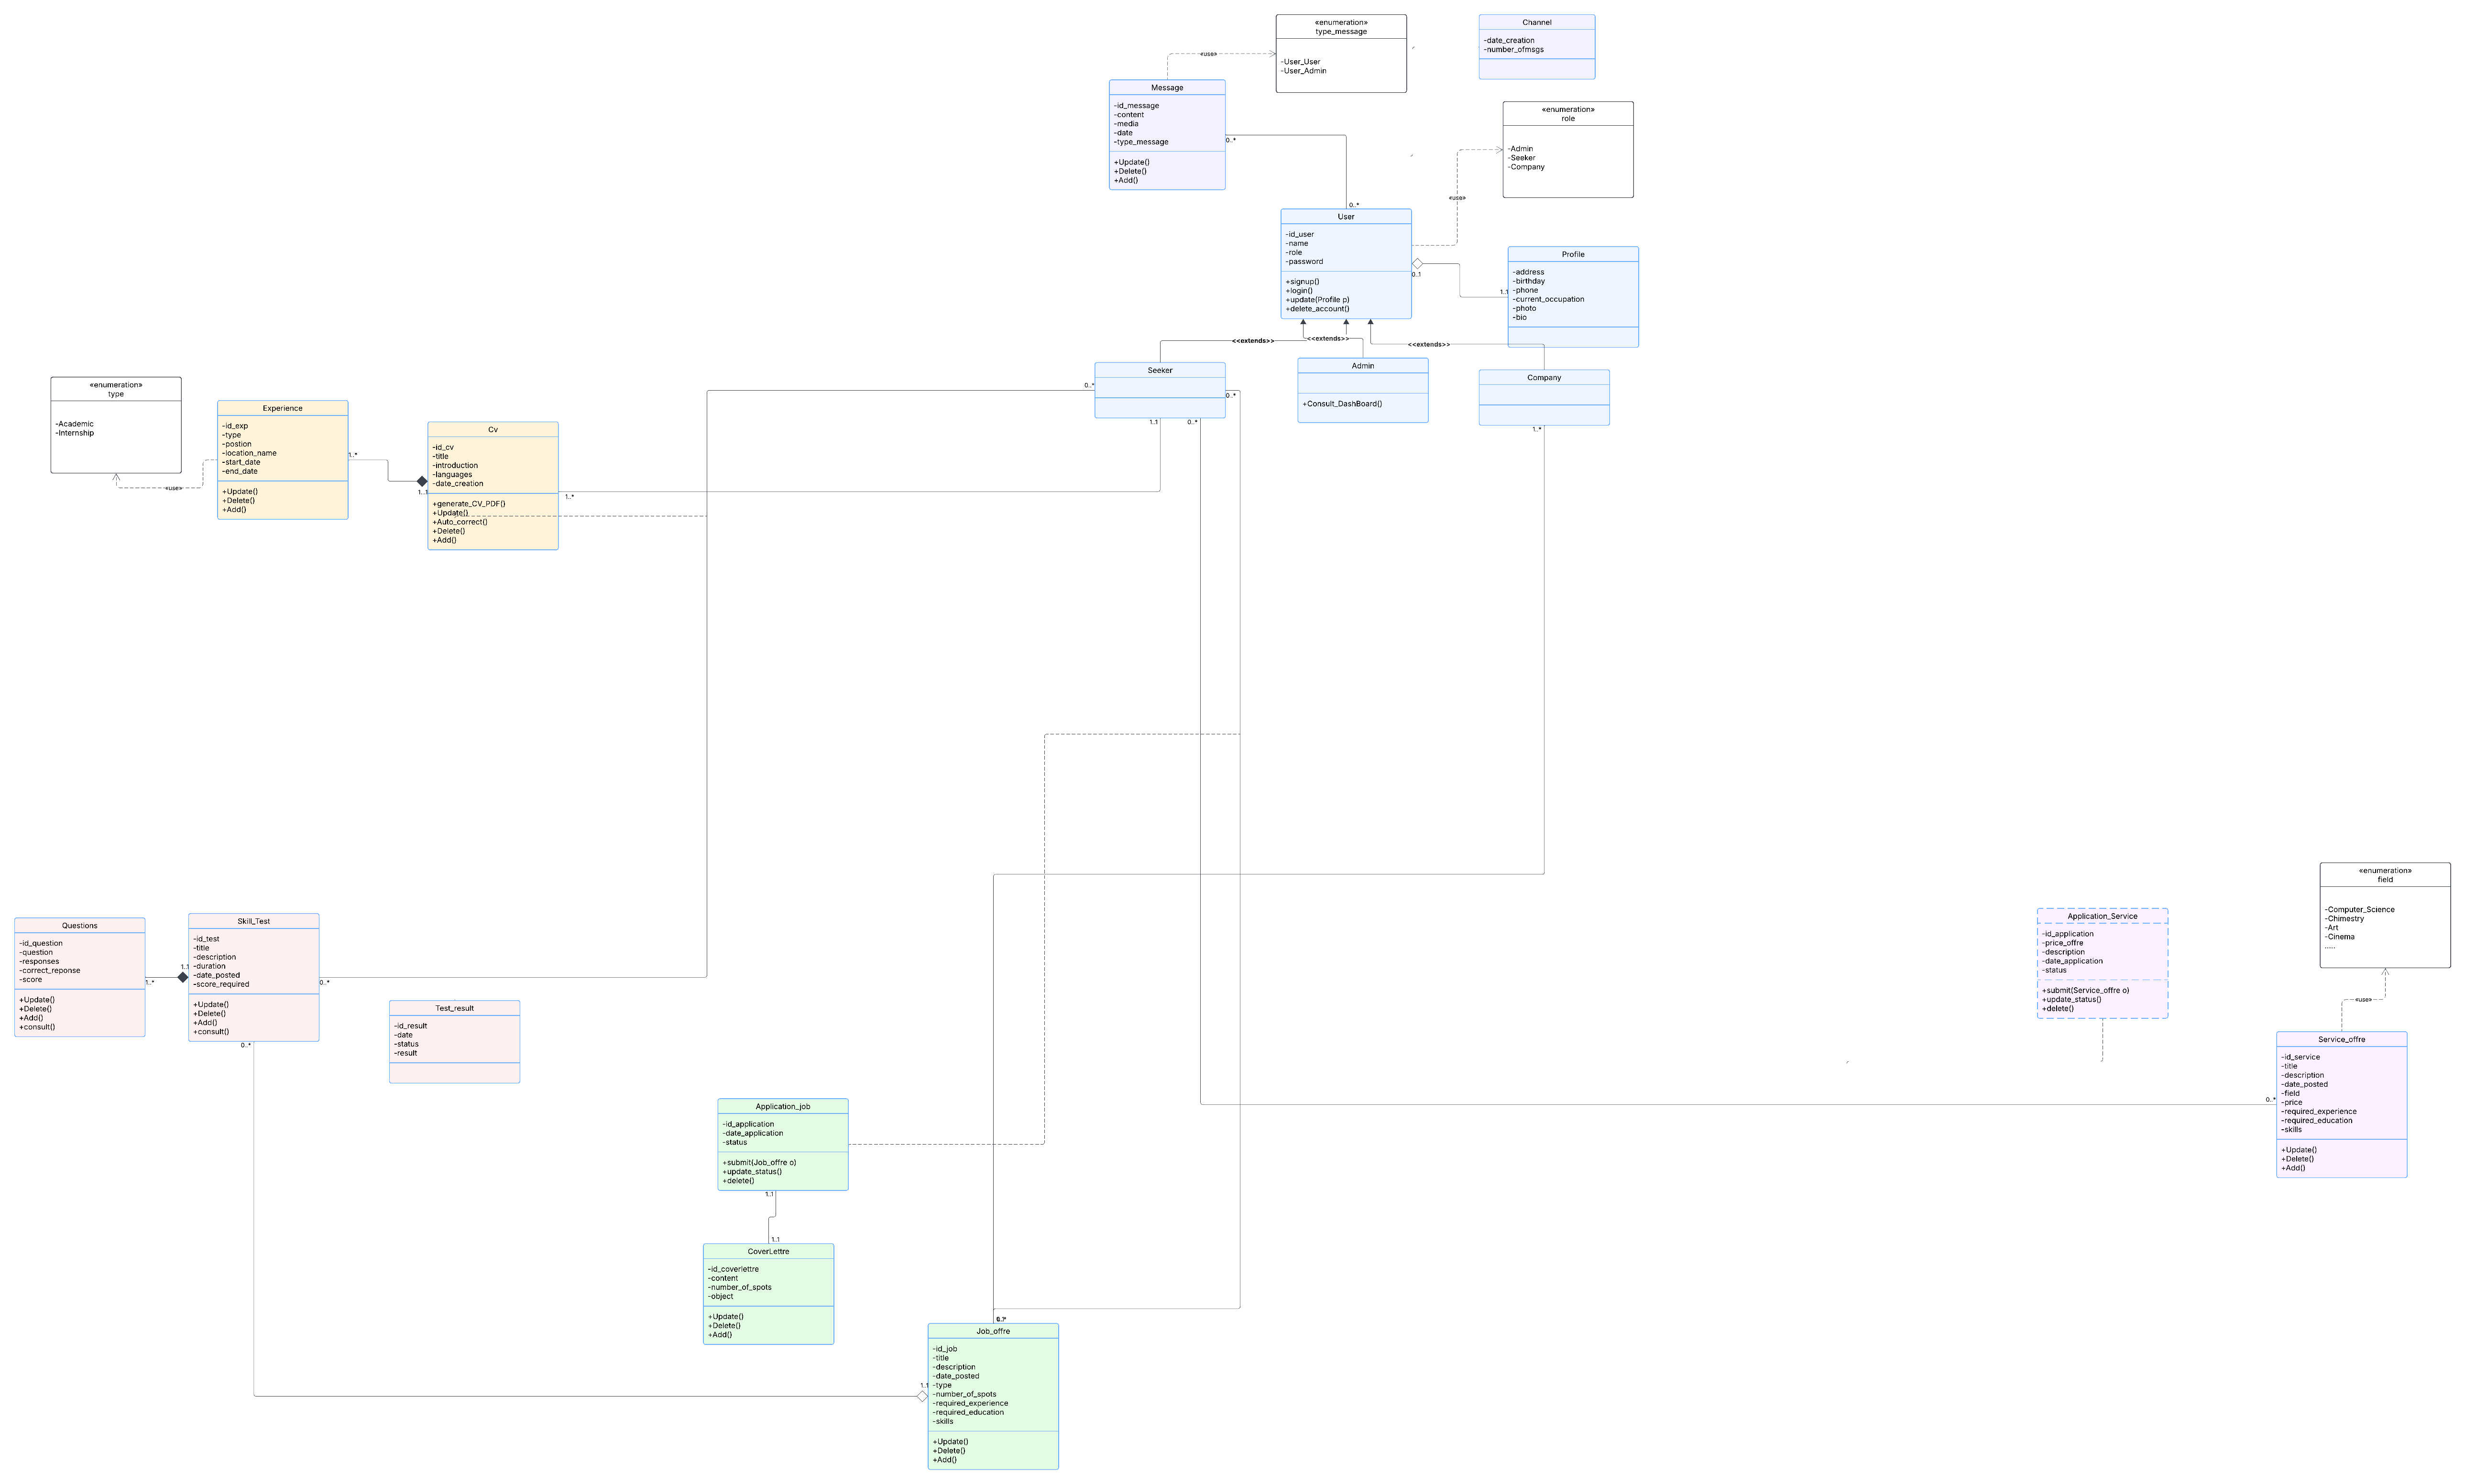 «enumeration»
type_message
-User_User
-User_Admin
Channel
-date_creation
-number_ofmsgs
«use»
Message
-id_message
-content
-media
-date
-type_message
+Update()
+Delete()
+Add()
0..*
0..*
«enumeration»
role
-Admin
-Seeker
-Company
«use»
User
-id_user
-name
-role
-password
+signup()
+login()
+update(Profile p)
+delete_account()
0..1
1..1
Profile
-address
-birthday
-phone
-current_occupation
-photo
-bio
<<extends>>
<<extends>>
<<extends>>
Seeker
0..*
0..*
1..1
0..*
Admin
+Consult_DashBoard()
Company
1..*
«enumeration»
type
-Academic
-Internship
«use»
Experience
-id_exp
-type
-postion
-location_name
-start_date
-end_date
+Update()
+Delete()
+Add()
1..*
1..1
Cv
-id_cv
-title
-introduction
-languages
-date_creation
+generate_CV_PDF()
+Update()
+Auto_correct()
+Delete()
+Add()
1..*
Questions
-id_question
-question
-responses
-correct_reponse
-score
+Update()
+Delete()
+Add()
+consult()
1..*
1..1
Skill_Test
-id_test
-title
-description
-duration
-date_posted
-score_required
+Update()
+Delete()
+Add()
+consult()
0..*
0..*
Test_result
-id_result
-date
-status
-result
Application_job
-id_application
-date_application
-status
+submit(Job_offre o)
+update_status()
+delete()
1..1
1..1
CoverLettre
-id_coverlettre
-content
-number_of_spots
-object
+Update()
+Delete()
+Add()
1..1
Job_offre
-id_job
-title
-description
-date_posted
-type
-number_of_spots
-required_experience
-required_education
-skills
+Update()
+Delete()
+Add()
Application_Service
-id_application
-price_offre
-description
-date_application
-status
+submit(Service_offre o)
+update_status()
+delete()
«enumeration»
field
-Computer_Science
-Chimestry
-Art
-Cinema
.....
«use»
0..*
Service_offre
-id_service
-title
-description
-date_posted
-field
-price
-required_experience
-required_education
-skills
+Update()
+Delete()
+Add()